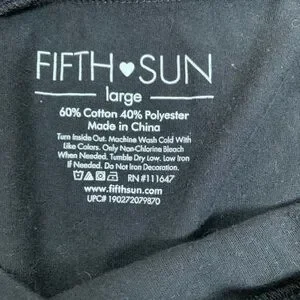 FIFTH♥SUN
large
60% Cotton 40% Polyester
Made in China
Turn Inside Out. Machine Wash Cold With
Like Colors. Only Non-Chlorine Bleach
When Needed. Tumble Dry Low. Low Iron
If Needed. Do Not Iron Decoration.
RN #111647
www.fifthsun.com
UPC# 190272079870